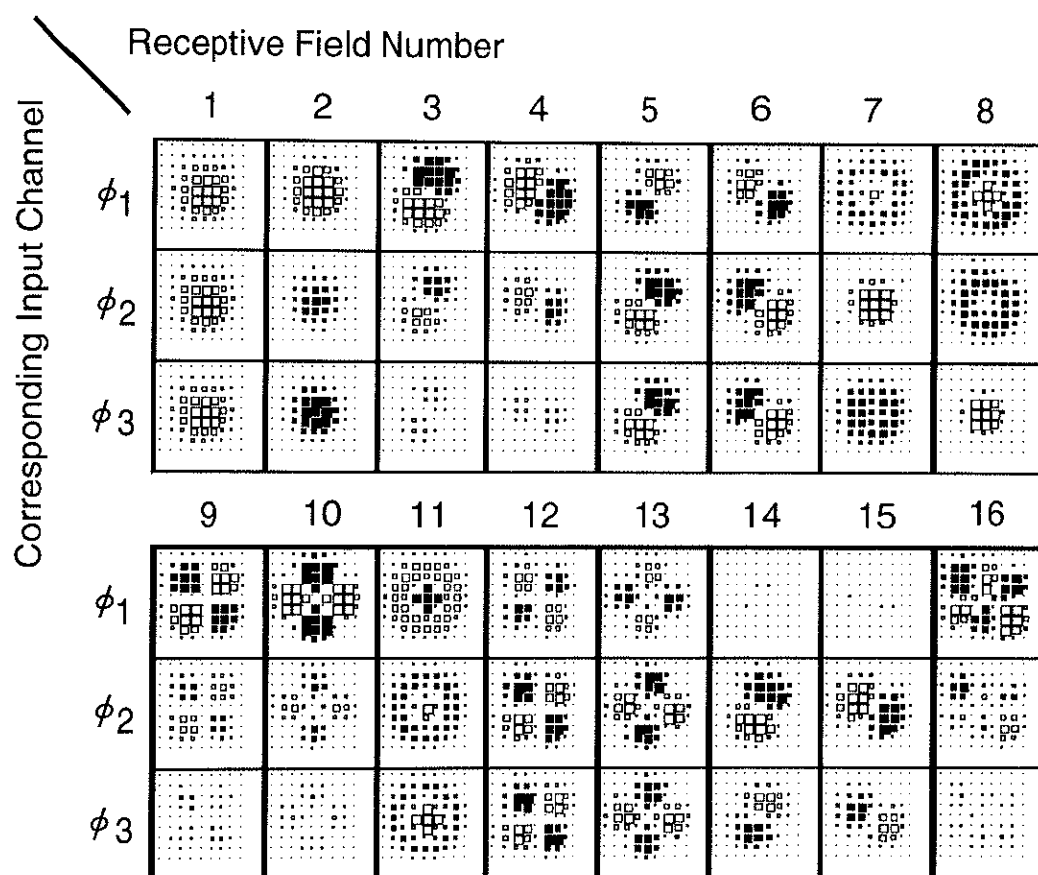 Receptive Field Number
Corresponding Input Channel
1 2 3 4 5 6 7 8
ϕ1
ϕ2
ϕ3
9 10 11 12 13 14 15 16
ϕ1
ϕ2
ϕ3